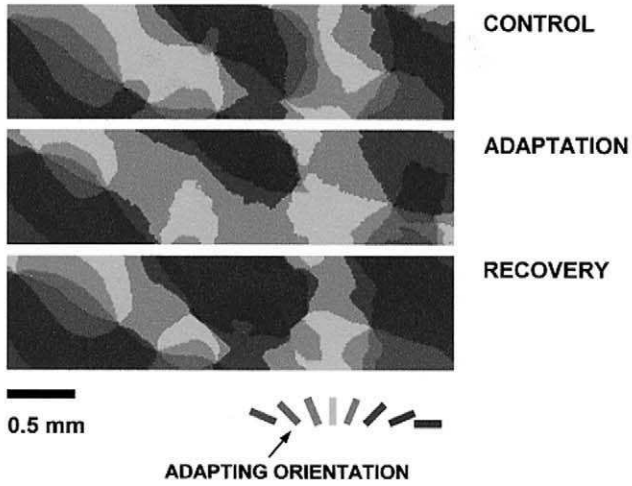 CONTROL
ADAPTATION
RECOVERY
0.5 mm
ADAPTING ORIENTATION